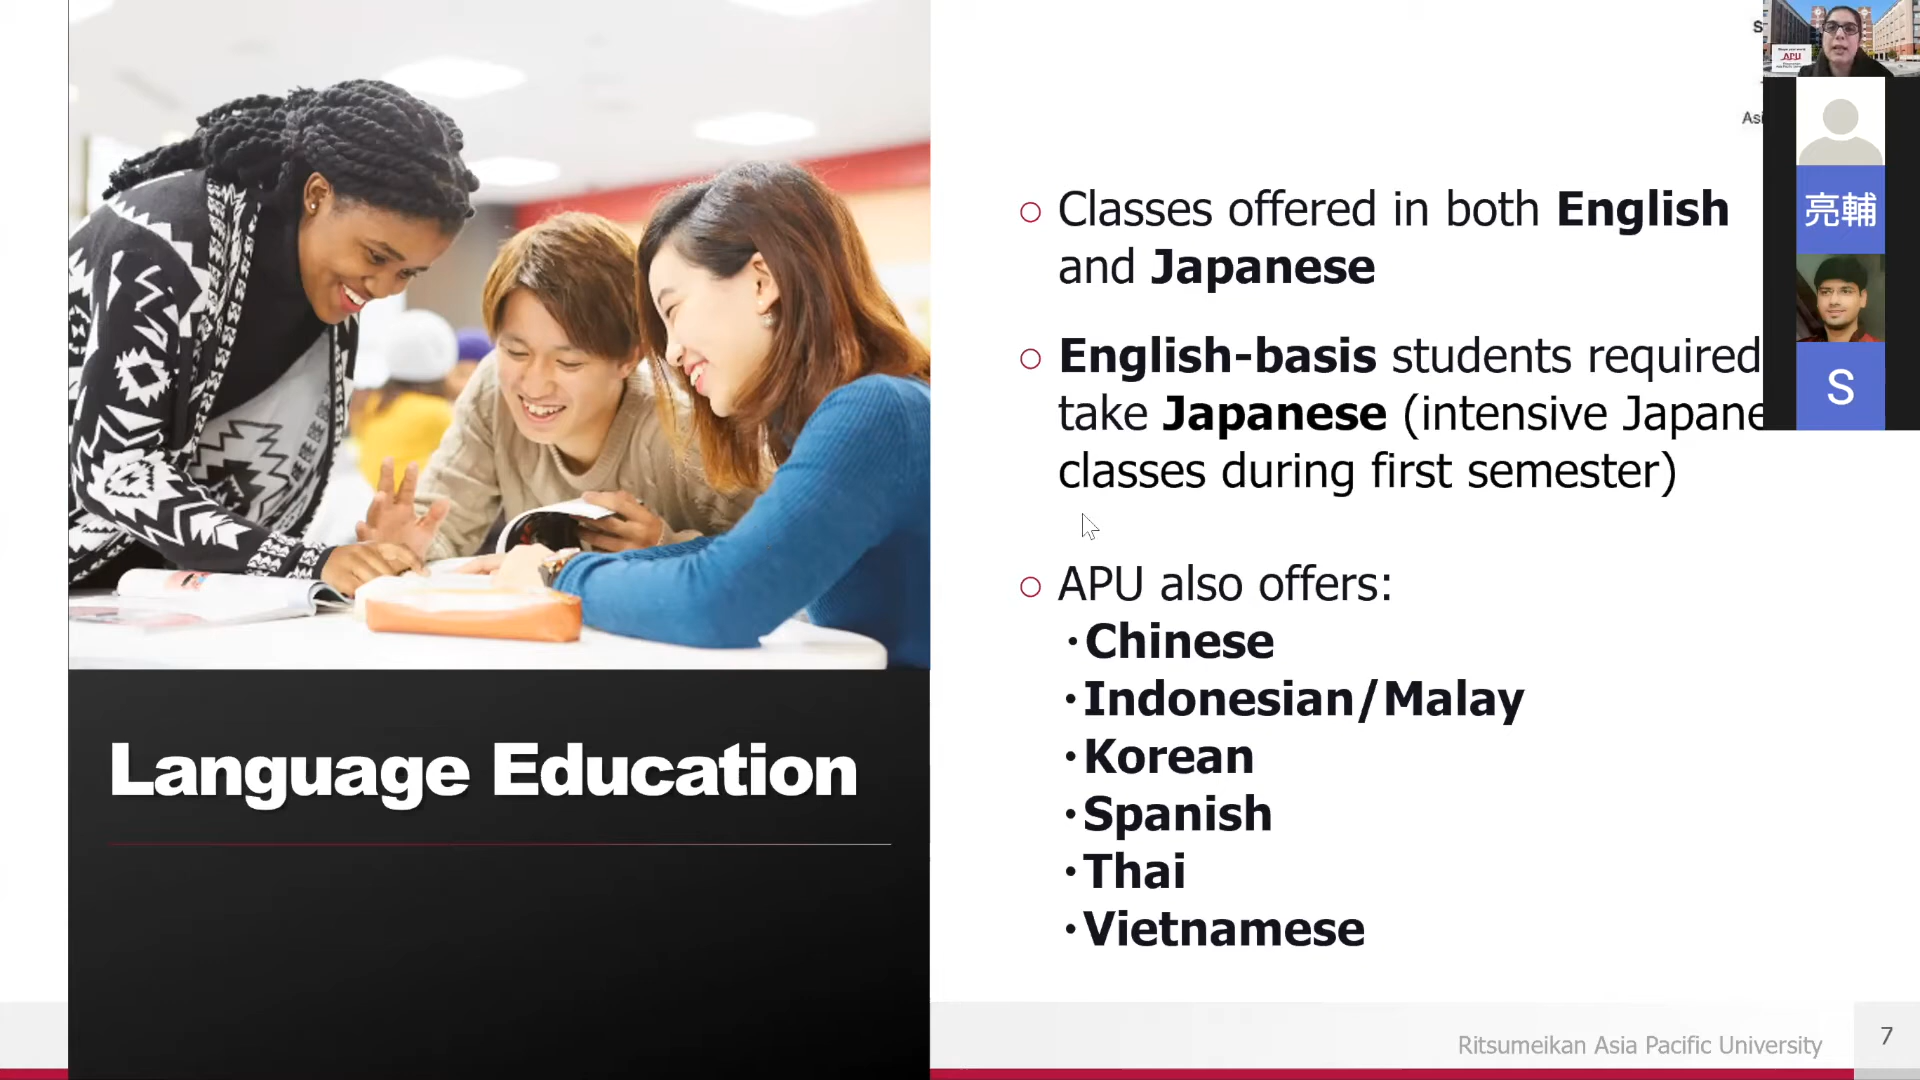 Classes offered in both English
and Japanese
English-basis students required
take Japanese (intensive Japane
classes during first semester)
APU also offers:
・Chinese
・Indonesian/Malay
・Korean
・Spanish
・Thai
・Vietnamese
Language Education
Ritsumeikan Asia Pacific University
7
S
Asi
APU
亮輔
S